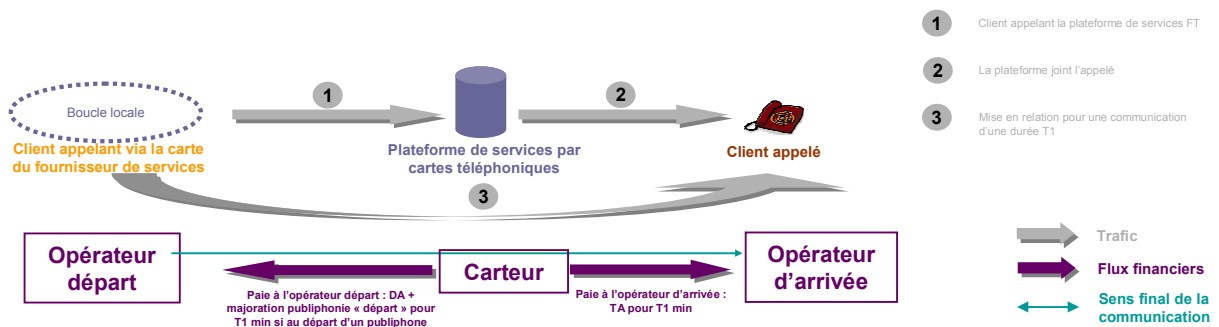 1
Client appelant la plateforme de services FT
2
La plateforme joint l'appelé
3
Mise en relation pour une communication
d'une durée T1
1
2
Boucle locale
Client appelant via la carte
du fournisseur de services
Plateforme de services par
cartes téléphoniques
Client appelé
3
Opérateur
départ
Carteur
Opérateur
d'arrivée
Paie à l'opérateur départ : DA +
majoration publiphonie « départ » pour
T1 min si au départ d'un publiphone
Paie à l'opérateur d'arrivée :
TA pour T1 min
Trafic
Flux financiers
Sens final de la
communication